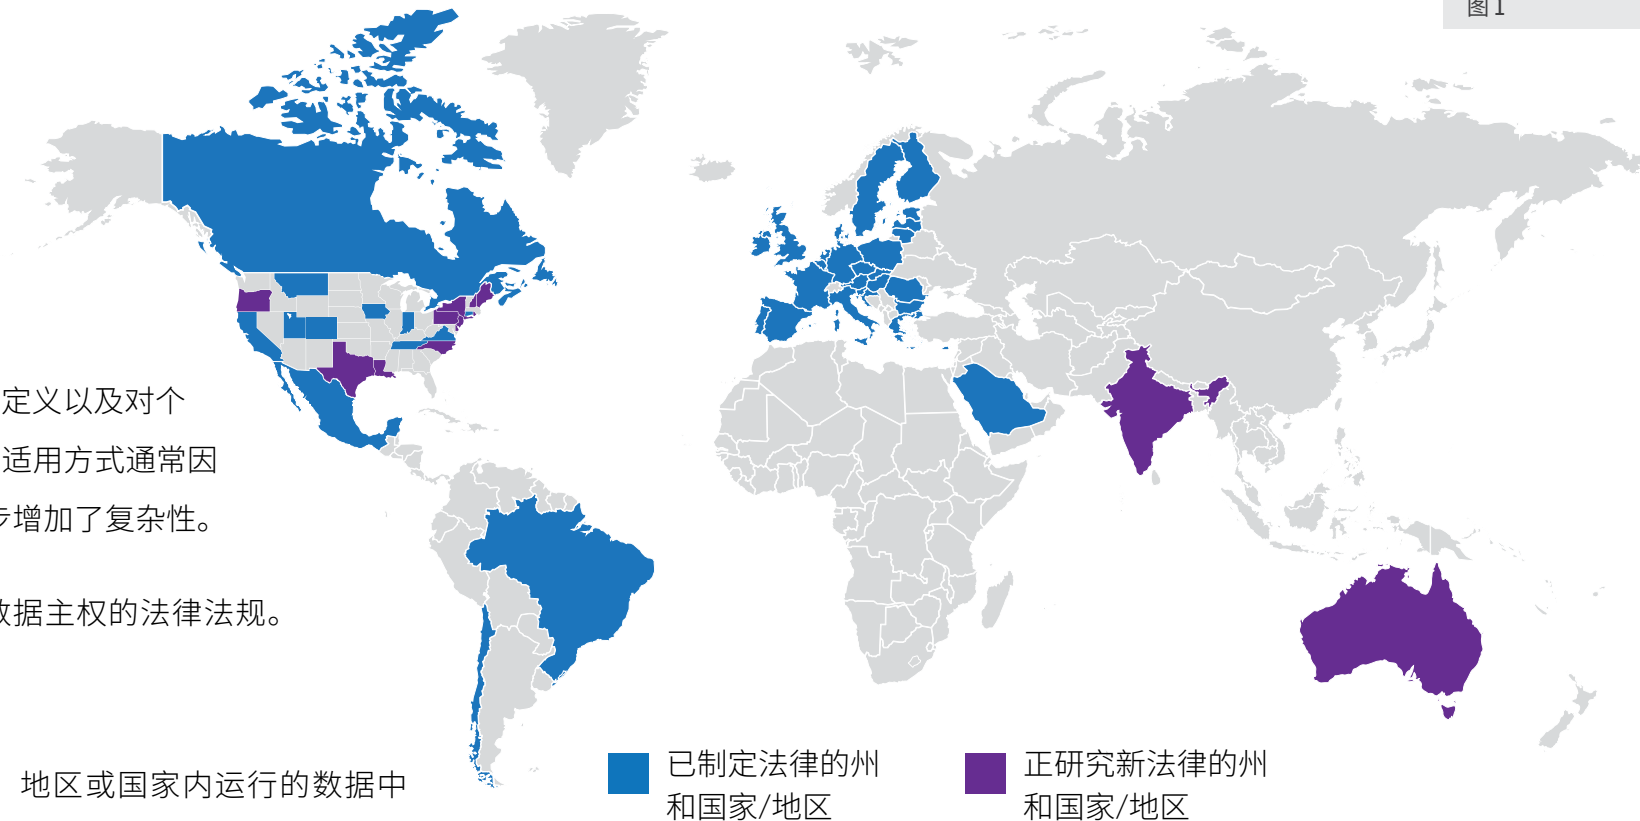 图 1
定义以及对个
适用方式通常因
步增加了复杂性。
数据主权的法律法规。
地区或国家内运行的数据中
已制定法律的州
和国家/地区
正研究新法律的州
和国家/地区